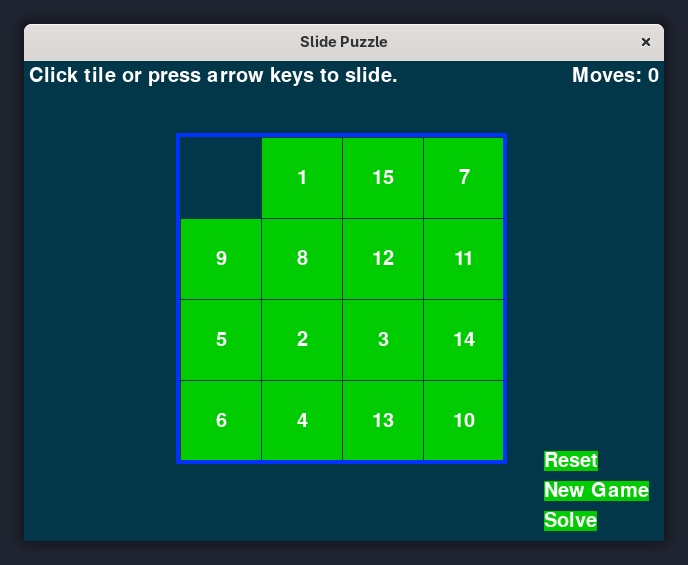 Slide Puzzle ×
Click tile or press arrow keys to slide. Moves: 0
1 15 7
9 8 12 11
5 2 3 14
6 4 13 10
Reset
New Game
Solve